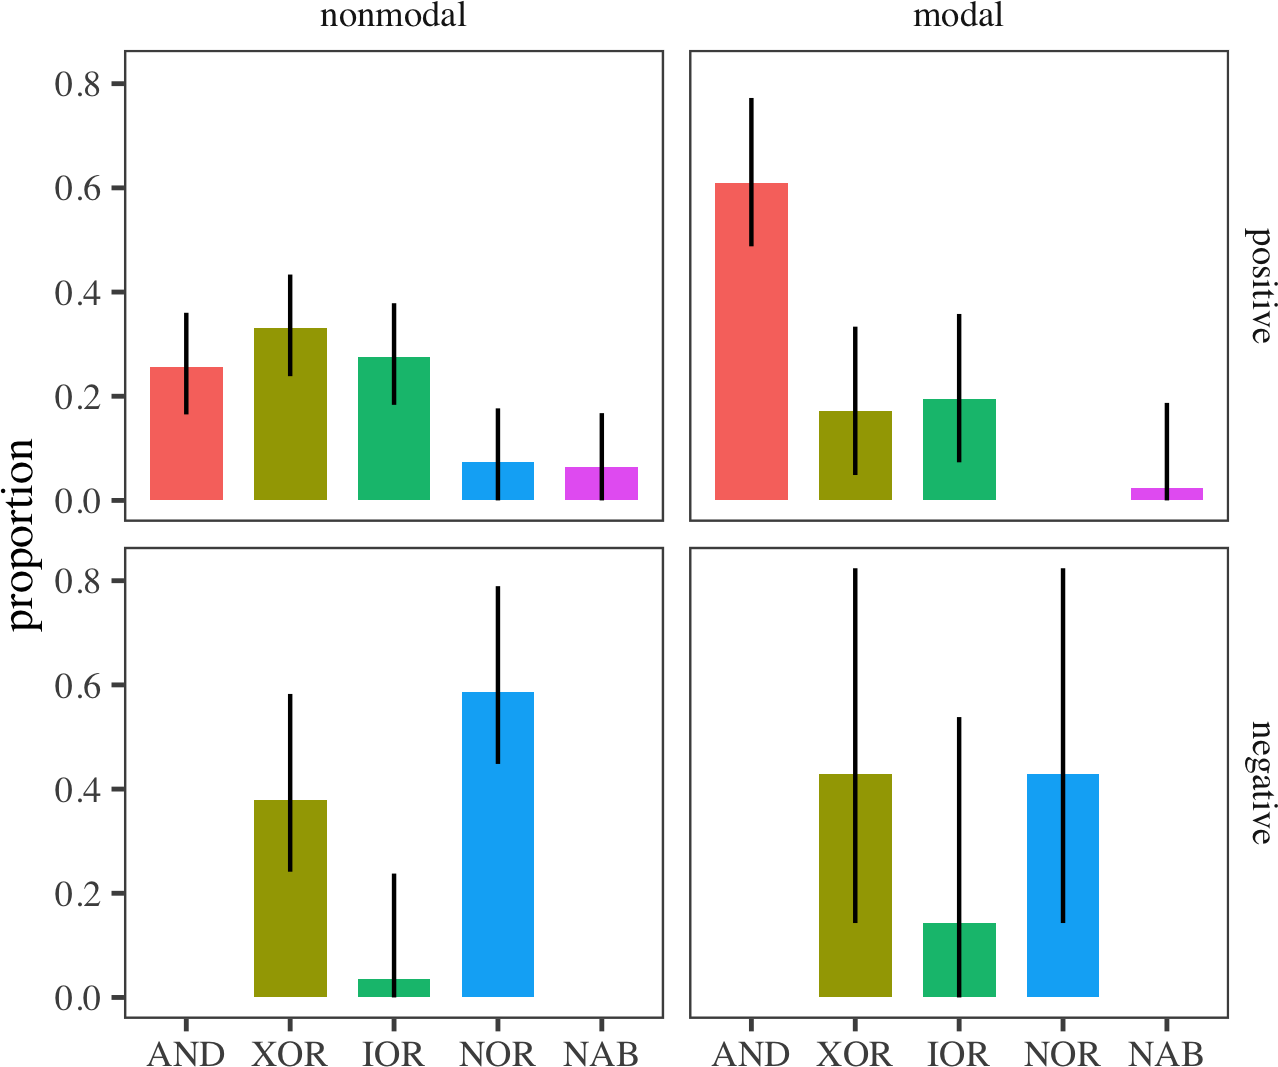 nonmodal
modal
0.8
0.6
0.4
0.2
0.0
positive
proportion
0.8
0.6
0.4
0.2
0.0
negative
AND XOR IOR NOR NAB
AND XOR IOR NOR NAB